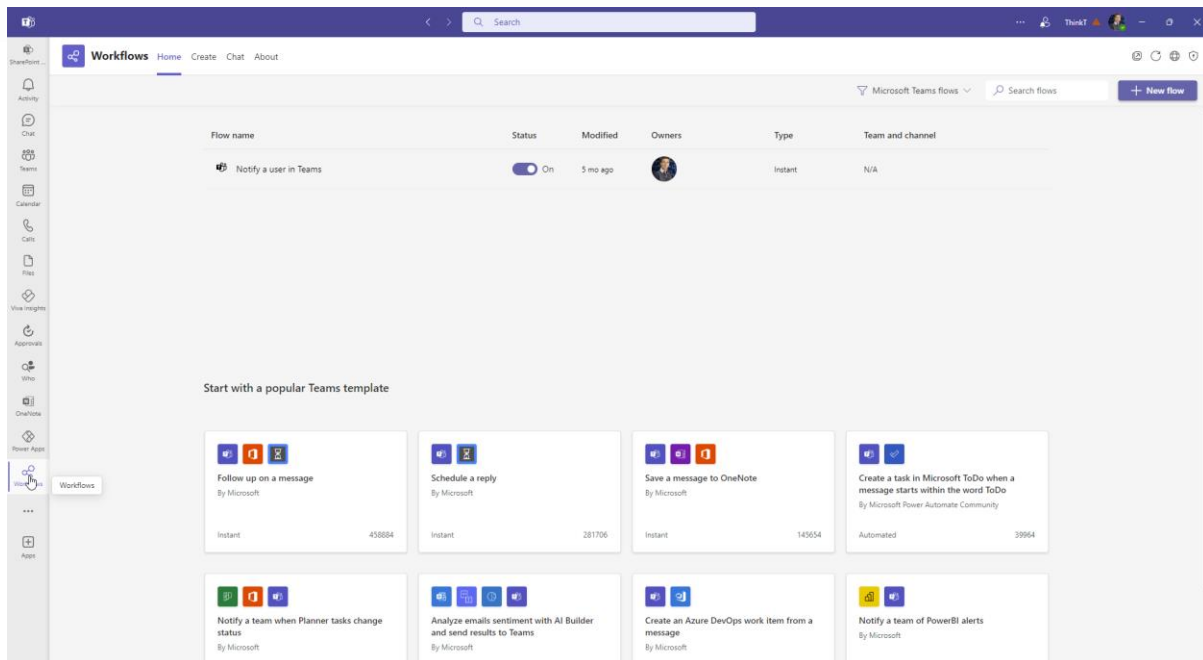 Search
ThinkT
SharePoint ...
Activity
Chat
Teams
Calendar
Calls
Files
Viva Insights
Approvals
Who
OneNote
Power Apps
Workflows
Apps
Workflows Home Create Chat About
Microsoft Teams flows
Search flows
+ New flow
Flow name Status Modified Owners Type Team and channel
Notify a user in Teams On 5 mo ago Instant N/A
Start with a popular Teams template
Follow up on a message
By Microsoft
Instant 458884
Schedule a reply
By Microsoft
Instant 281706
Save a message to OneNote
By Microsoft
Instant 145654
Create a task in Microsoft ToDo when a
message starts within the word ToDo
By Microsoft Power Automate Community
Automated 39964
Notify a team when Planner tasks change
status
By Microsoft
Analyze emails sentiment with AI Builder
and send results to Teams
By Microsoft
Create an Azure DevOps work item from a
message
By Microsoft
Notify a team of PowerBI alerts
By Microsoft